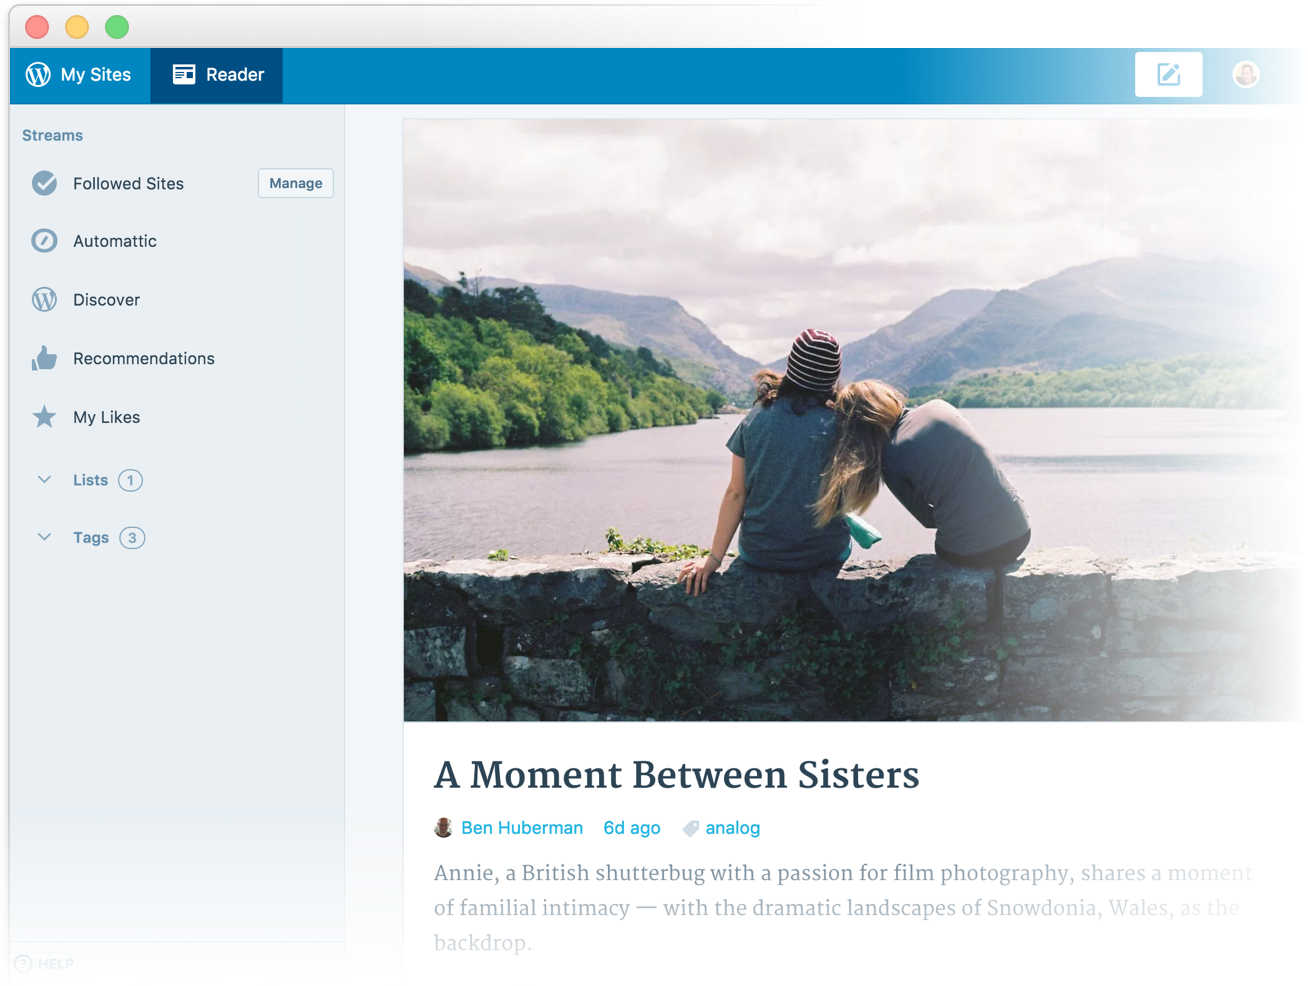 My Sites
Reader
Streams
Followed Sites
Manage
Automattic
Discover
Recommendations
My Likes
Lists 1
Tags 3
? HELP
A Moment Between Sisters
Ben Huberman 6d ago analog
Annie, a British shutterbug with a passion for film photography, shares a moment
of familial intimacy — with the dramatic landscapes of Snowdonia, Wales, as the
backdrop.